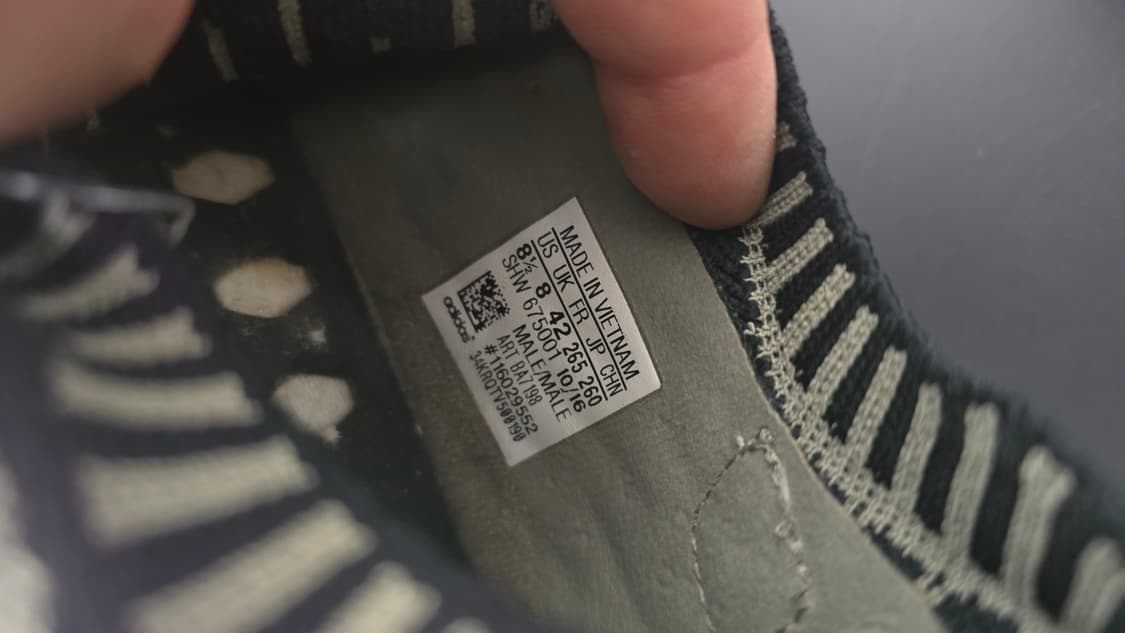 MADE IN VIETNAM
US UK FR JP CHN
8½ 8 42 265 260
SHW 675001 10/16
MALE/MALE
ART BA7198
#116029552
34KRQTV500190
adidas